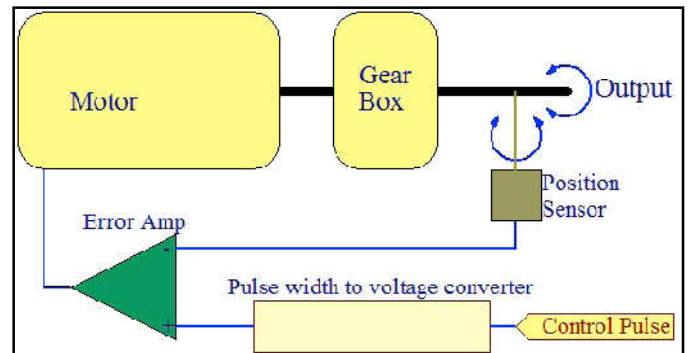 Motor
Gear
Box
Output
Position
Sensor
Error Amp
-
Pulse width to voltage converter
+
Control Pulse